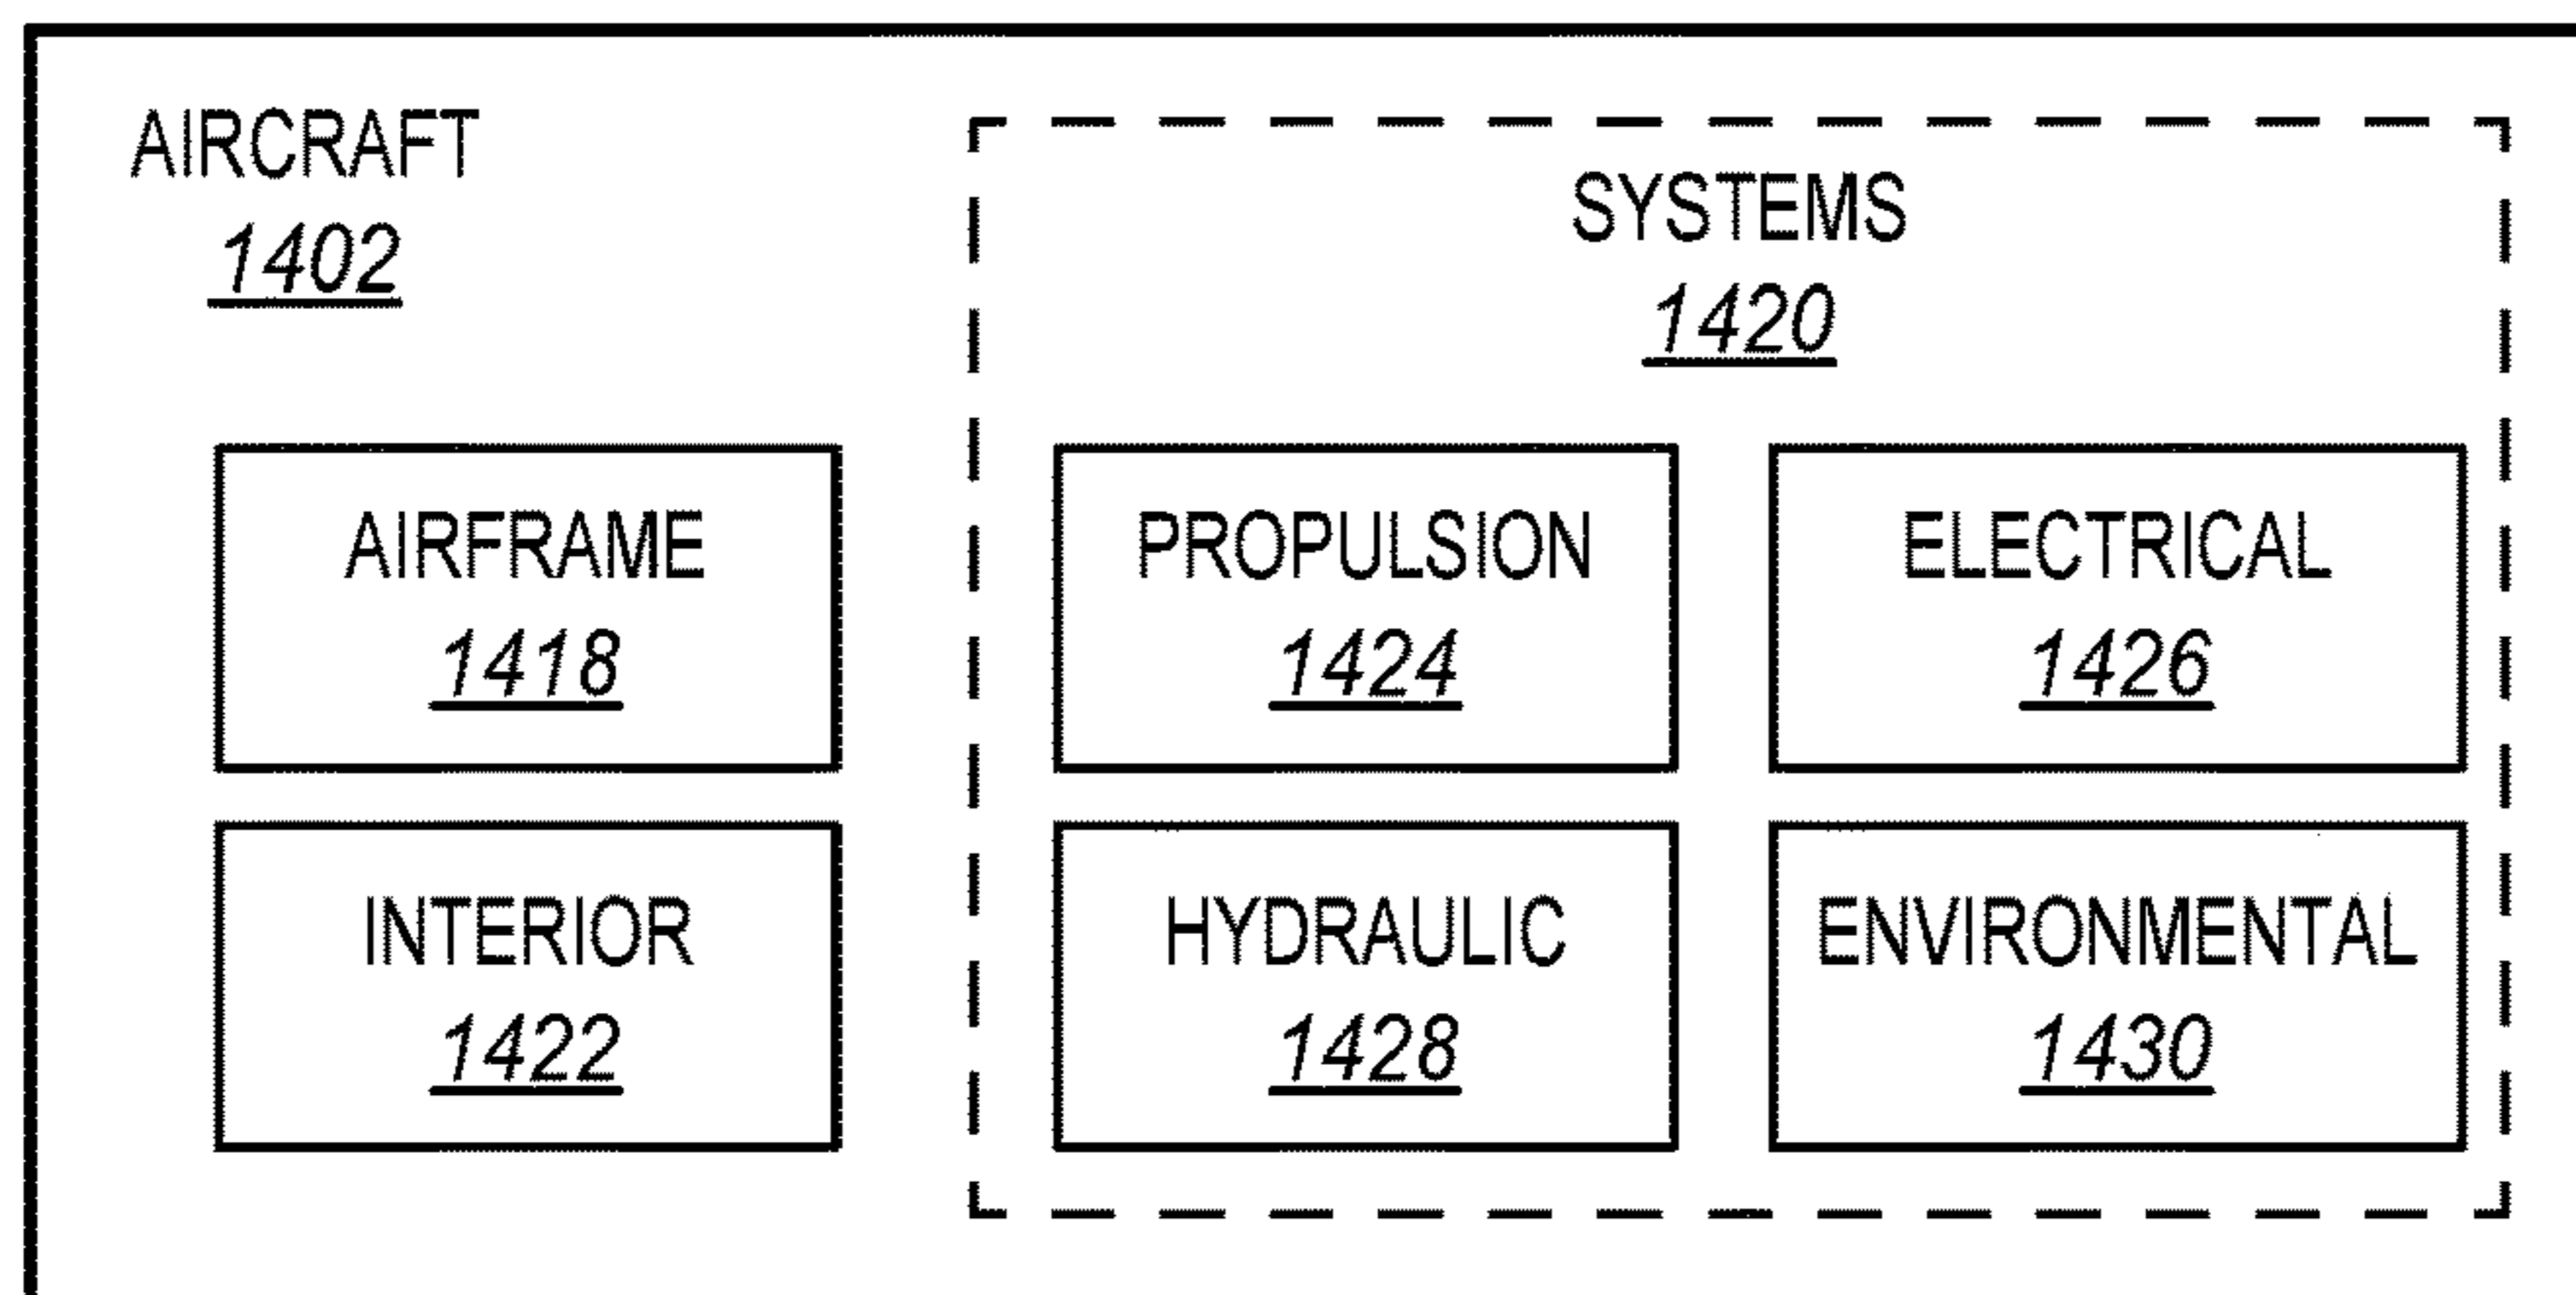 AIRCRAFT
1402
SYSTEMS
1420
AIRFRAME
1418
PROPULSION
1424
ELECTRICAL
1426
INTERIOR
1422
HYDRAULIC
1428
ENVIRONMENTAL
1430